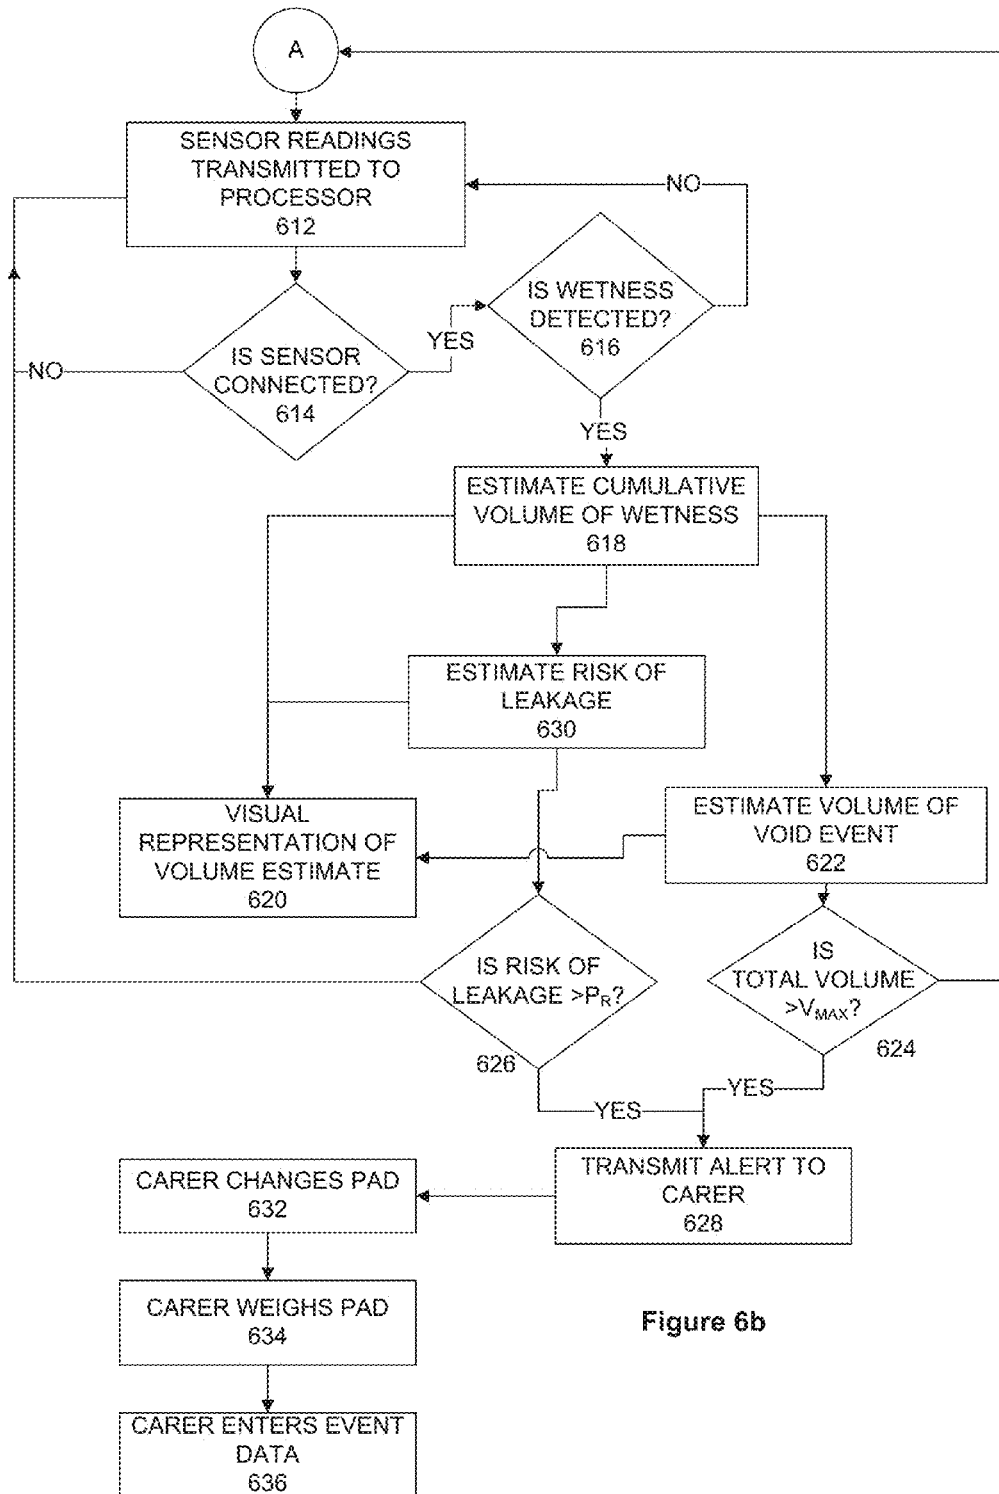 A
SENSOR READINGS
TRANSMITTED TO
PROCESSOR
612
NO
IS WETNESS
DETECTED?
616
YES
IS SENSOR
CONNECTED?
614
NO
YES
ESTIMATE CUMULATIVE
VOLUME OF WETNESS
618
ESTIMATE RISK OF
LEAKAGE
630
VISUAL
REPRESENTATION OF
VOLUME ESTIMATE
620
ESTIMATE VOLUME OF
VOID EVENT
622
IS RISK OF
LEAKAGE >PR?
626
IS
TOTAL VOLUME
>VMAX?
624
YES
YES
TRANSMIT ALERT TO
CARER
628
CARER CHANGES PAD
632
CARER WEIGHS PAD
634
CARER ENTERS EVENT
DATA
636
Figure 6b